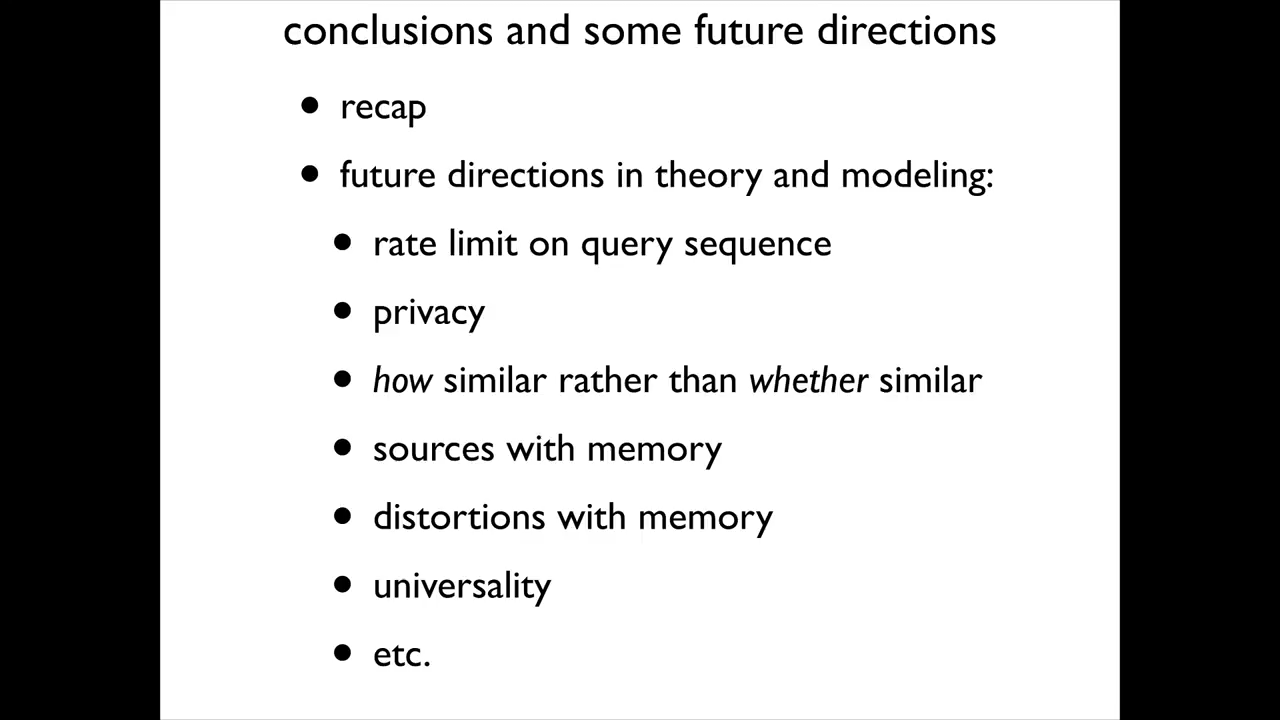 conclusions and some future directions
• recap
• future directions in theory and modeling:
• rate limit on query sequence
• privacy
• how similar rather than whether similar
• sources with memory
• distortions with memory
• universality
• etc.